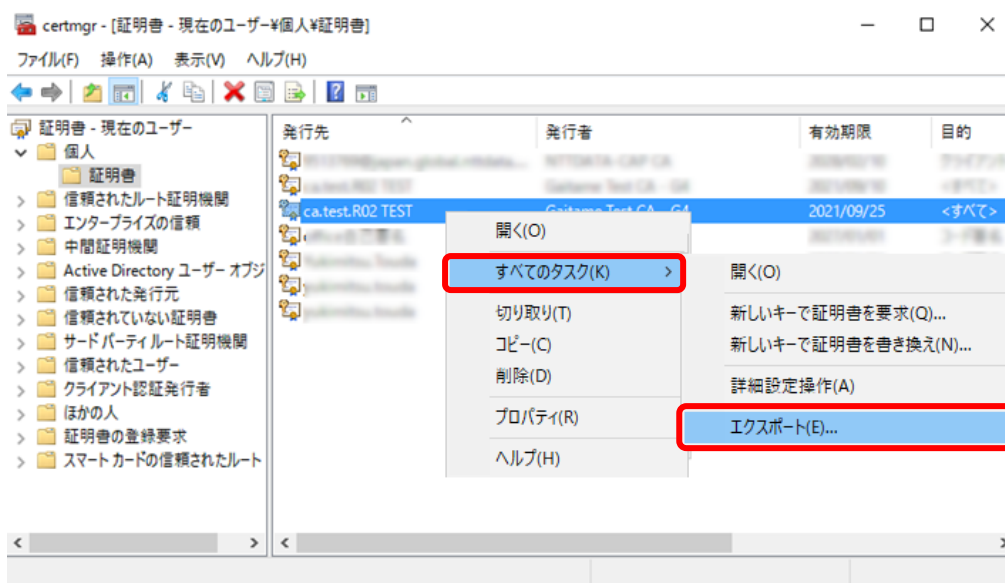 certmgr - [証明書 - 現在のユーザー¥個人¥証明書]
ファイル(F) 操作(A) 表示(V) ヘルプ(H)
証明書 - 現在のユーザー
個人
証明書
信頼されたルート証明機関
エンタープライズの信頼
中間証明機関
Active Directory ユーザー オブジ
信頼された発行元
信頼されていない証明書
サードパーティ ルート証明機関
信頼されたユーザー
クライアント認証発行者
ほかの人
証明書の登録要求
スマート カードの信頼されたルート
発行先 発行者 有効期限 目的
ca.test.R02 TEST Gaitame Test CA - G4 2021/09/25 <すべて>
開く(O)
すべてのタスク(K)
切り取り(T)
コピー(C)
削除(D)
プロパティ(R)
ヘルプ(H)
開く(O)
新しいキーで証明書を要求(Q)...
新しいキーで証明書を書き換え(N)...
詳細設定操作(A)
エクスポート(E)...